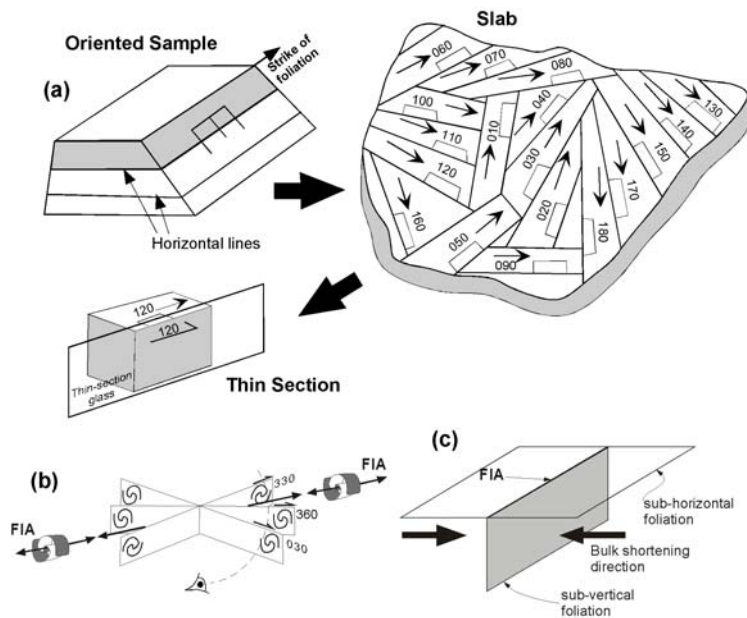 Oriented Sample
Strike of
foliation
(a)
Horizontal lines
Slab
060
070
080
100
110
120
010
040
030
130
140
150
160
050
020
090
180
170
120
120
Thin-section
glass
Thin Section
(b)
FIA
330
360
030
FIA
(c)
FIA
sub-horizontal
foliation
Bulk shortening
direction
sub-vertical
foliation